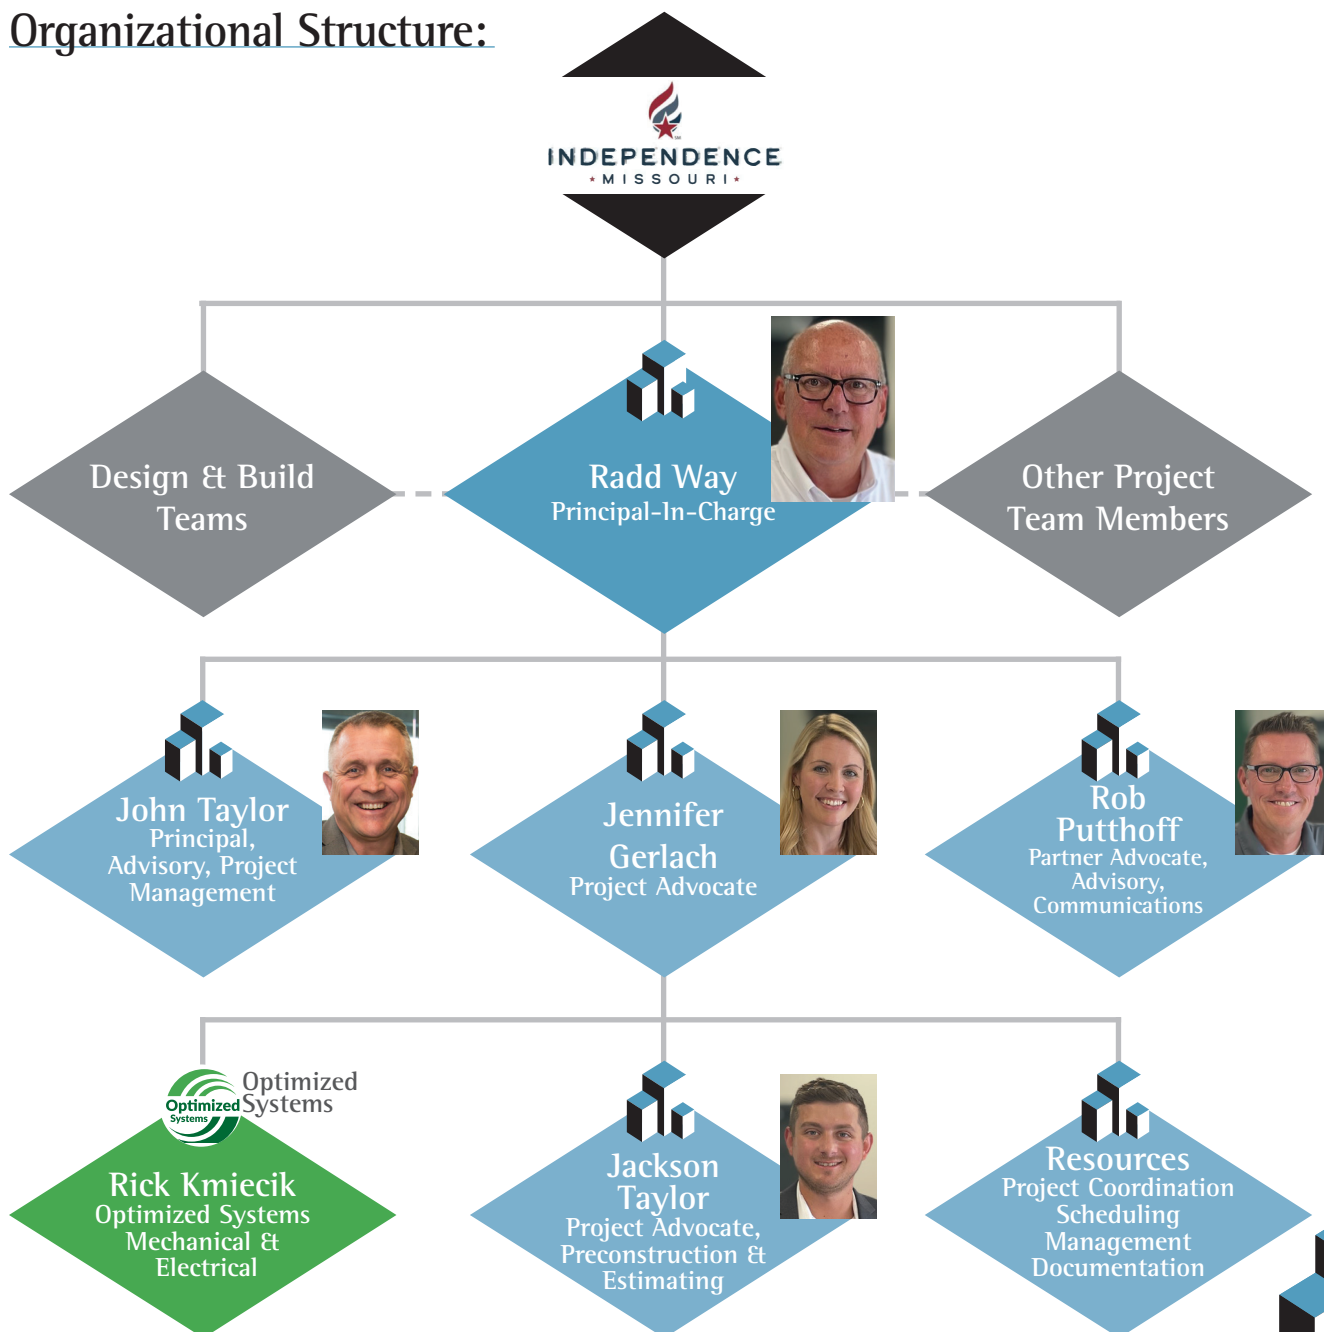 Organizational Structure:
INDEPENDENCE
MISSOURI
Design & Build
Teams
Radd Way
Principal-In-Charge
Other Project
Team Members
John Taylor
Principal,
Advisory, Project
Management
Jennifer
Gerlach
Project Advocate
Rob
Putthoff
Partner Advocate,
Advisory,
Communications
Optimized
Systems
Optimized
Systems
Rick Kmiecik
Optimized Systems
Mechanical &
Electrical
Jackson
Taylor
Project Advocate,
Preconstruction &
Estimating
Resources
Project Coordination
Scheduling
Management
Documentation